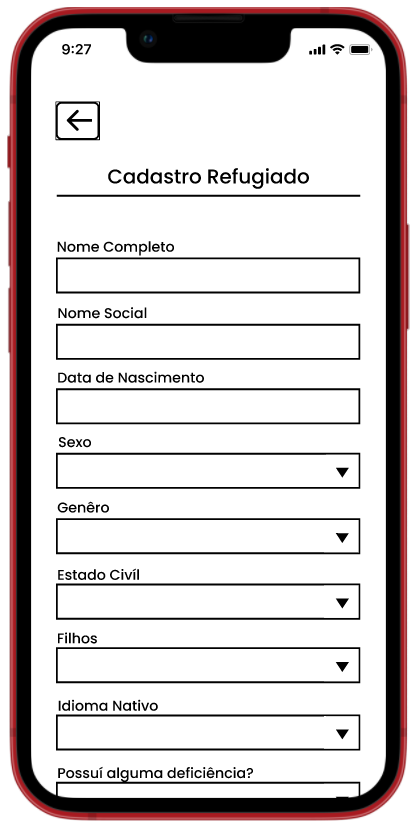 9:27
Cadastro Refugiado
Nome Completo
Nome Social
Data de Nascimento
Sexo
Genêro
Estado Civíl
Filhos
Idioma Nativo
Possuí alguma deficiência?